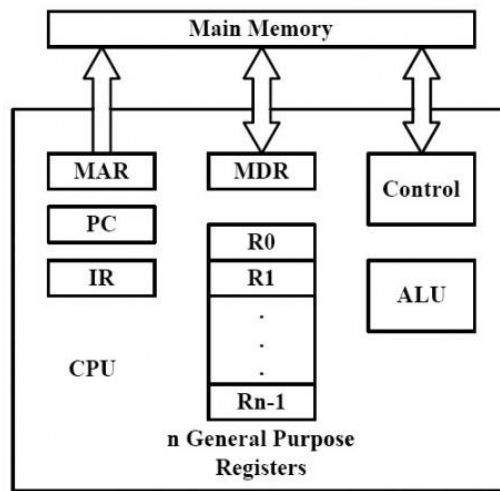 Main Memory
MAR
MDR
Control
PC
R0
IR
R1
ALU
.
.
.
CPU
Rn-1
n General Purpose
Registers